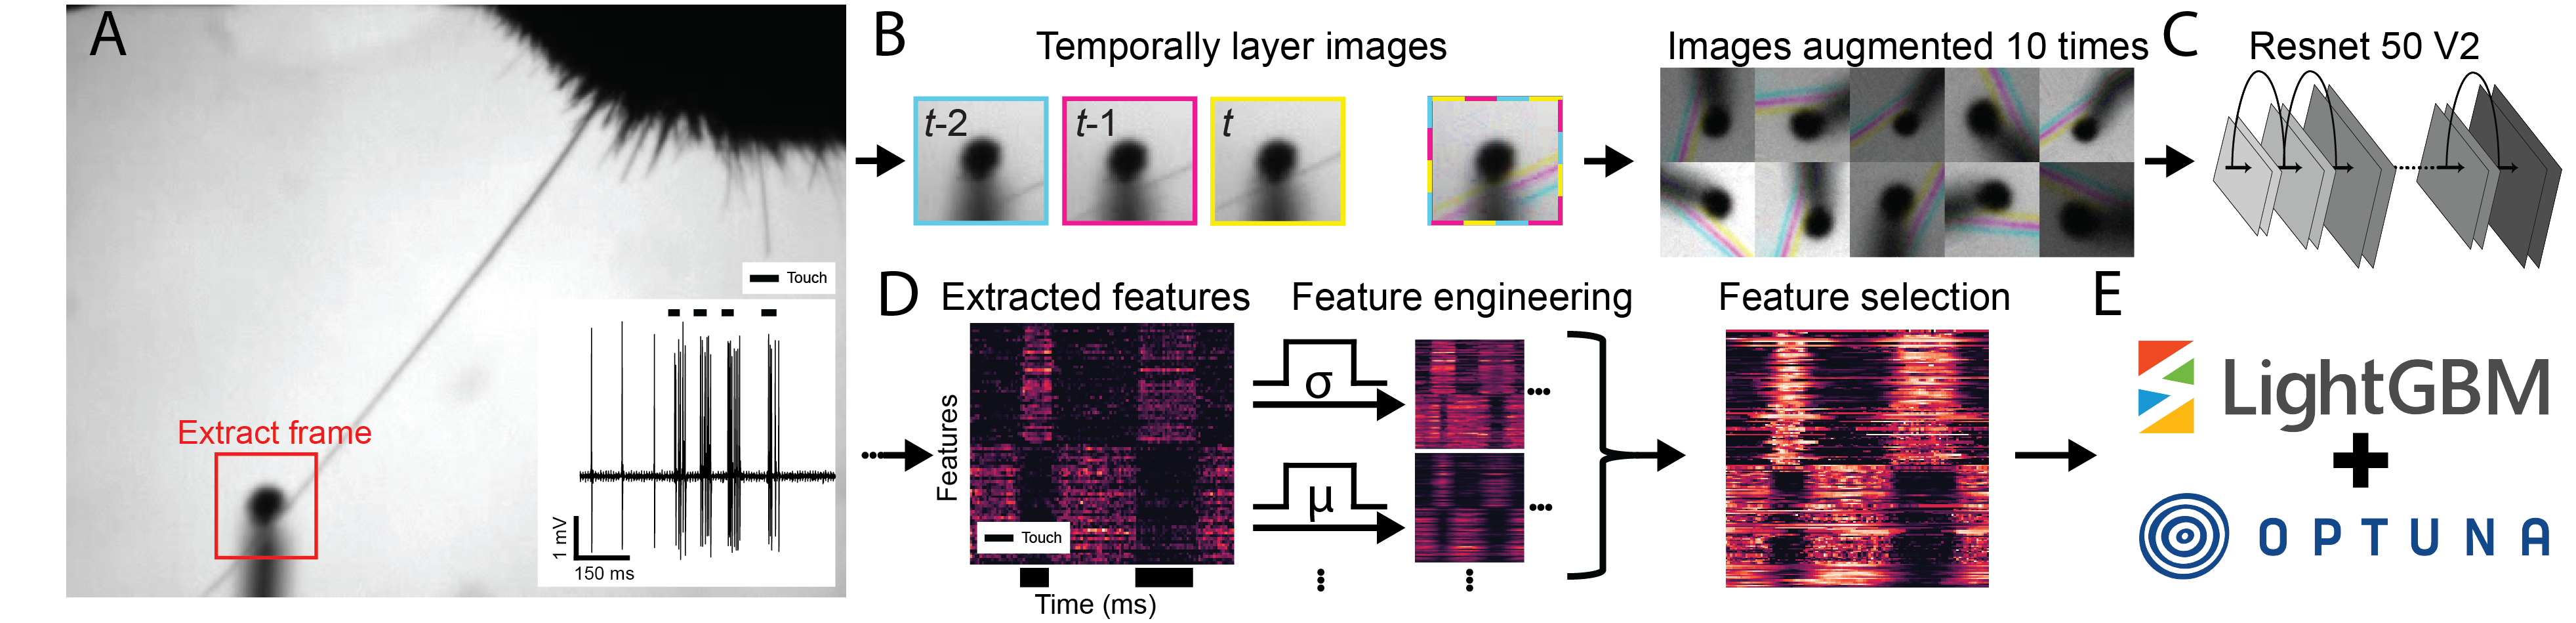 A
Extract frame
Touch
1 mV
150 ms
B
Temporally layer images
t-2
t-1
t
Images augmented 10 times
C
Resnet 50 V2
D
Extracted features
Features
Touch
Time (ms)
Feature engineering
σ
μ
Feature selection
E
LightGBM
OPTUNA